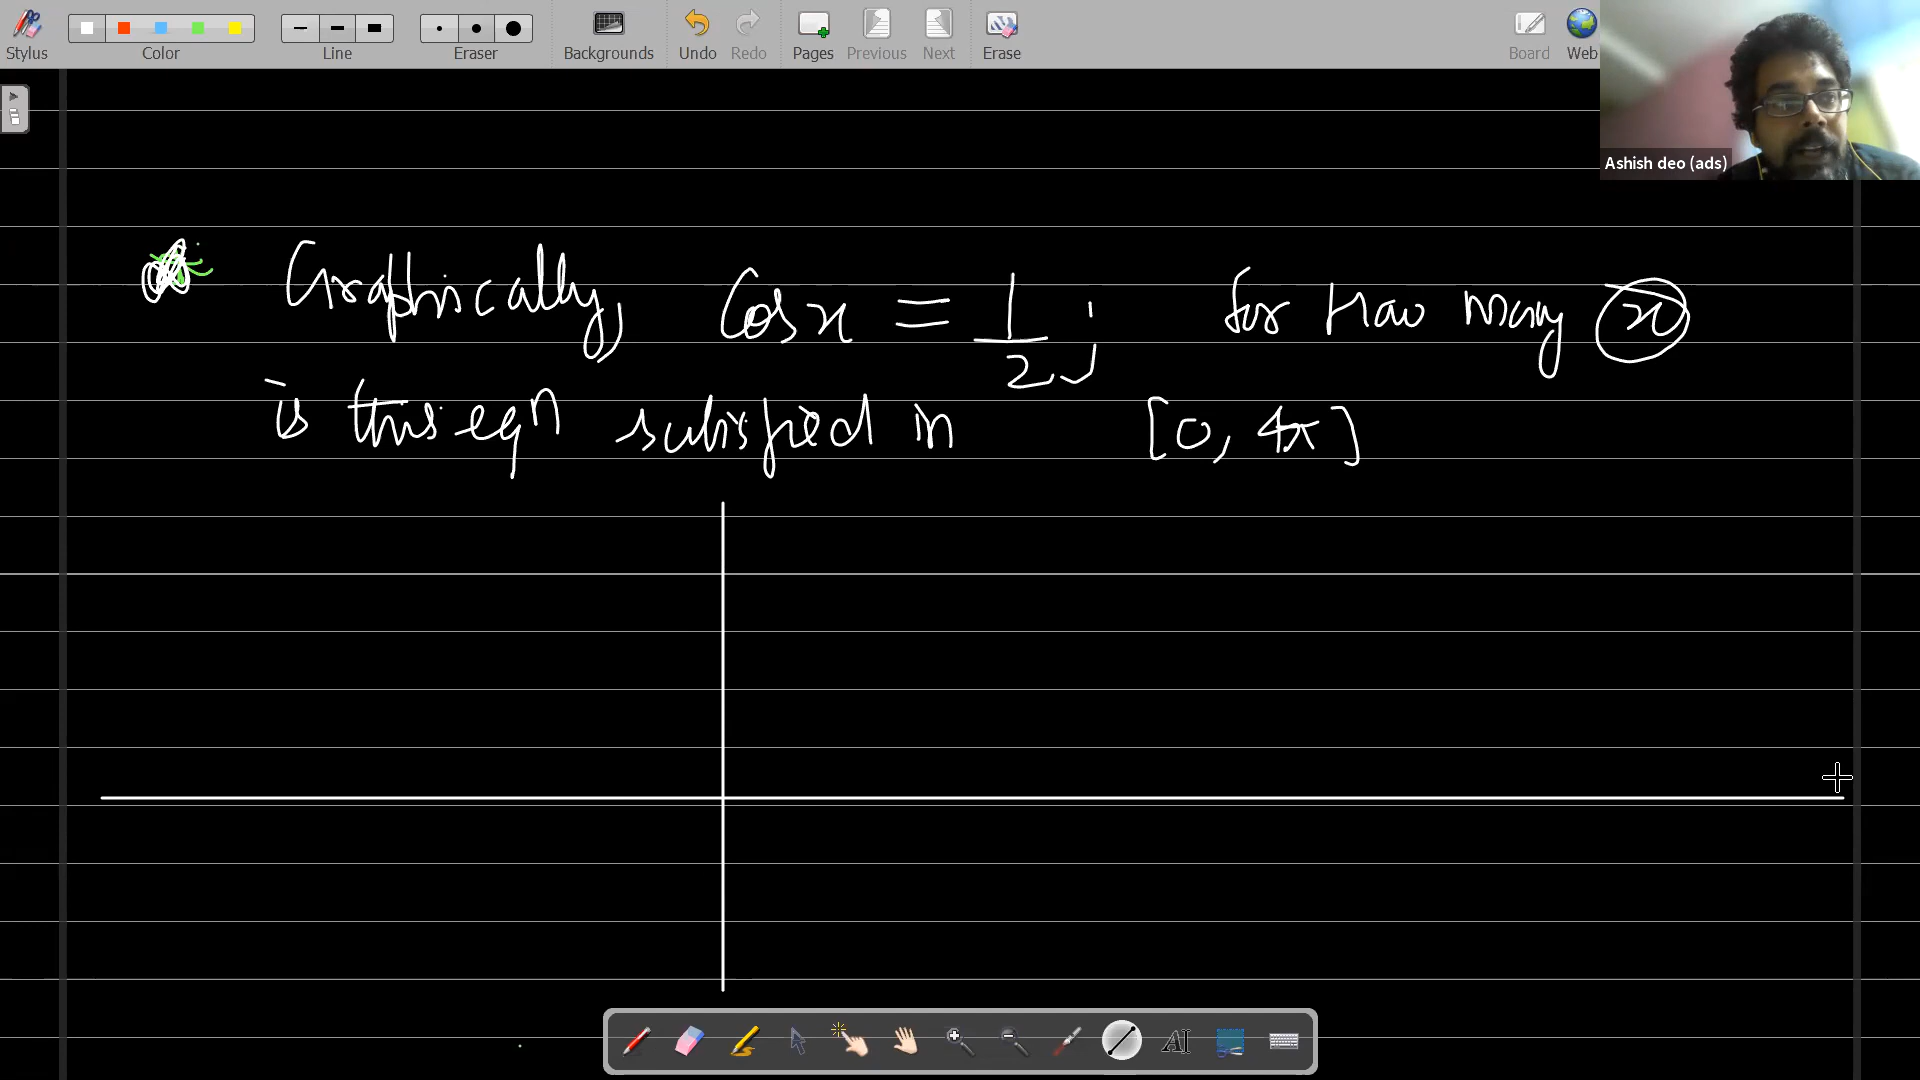 Stylus
Color
Line
Eraser
Backgrounds
Undo
Redo
Pages
Previous
Next
Erase
Board
Web
Ashish deo (ads)
Graphically, Cos x = 1/2 ; for How many x
is this eqn satisfied in [0, 4π]
AI